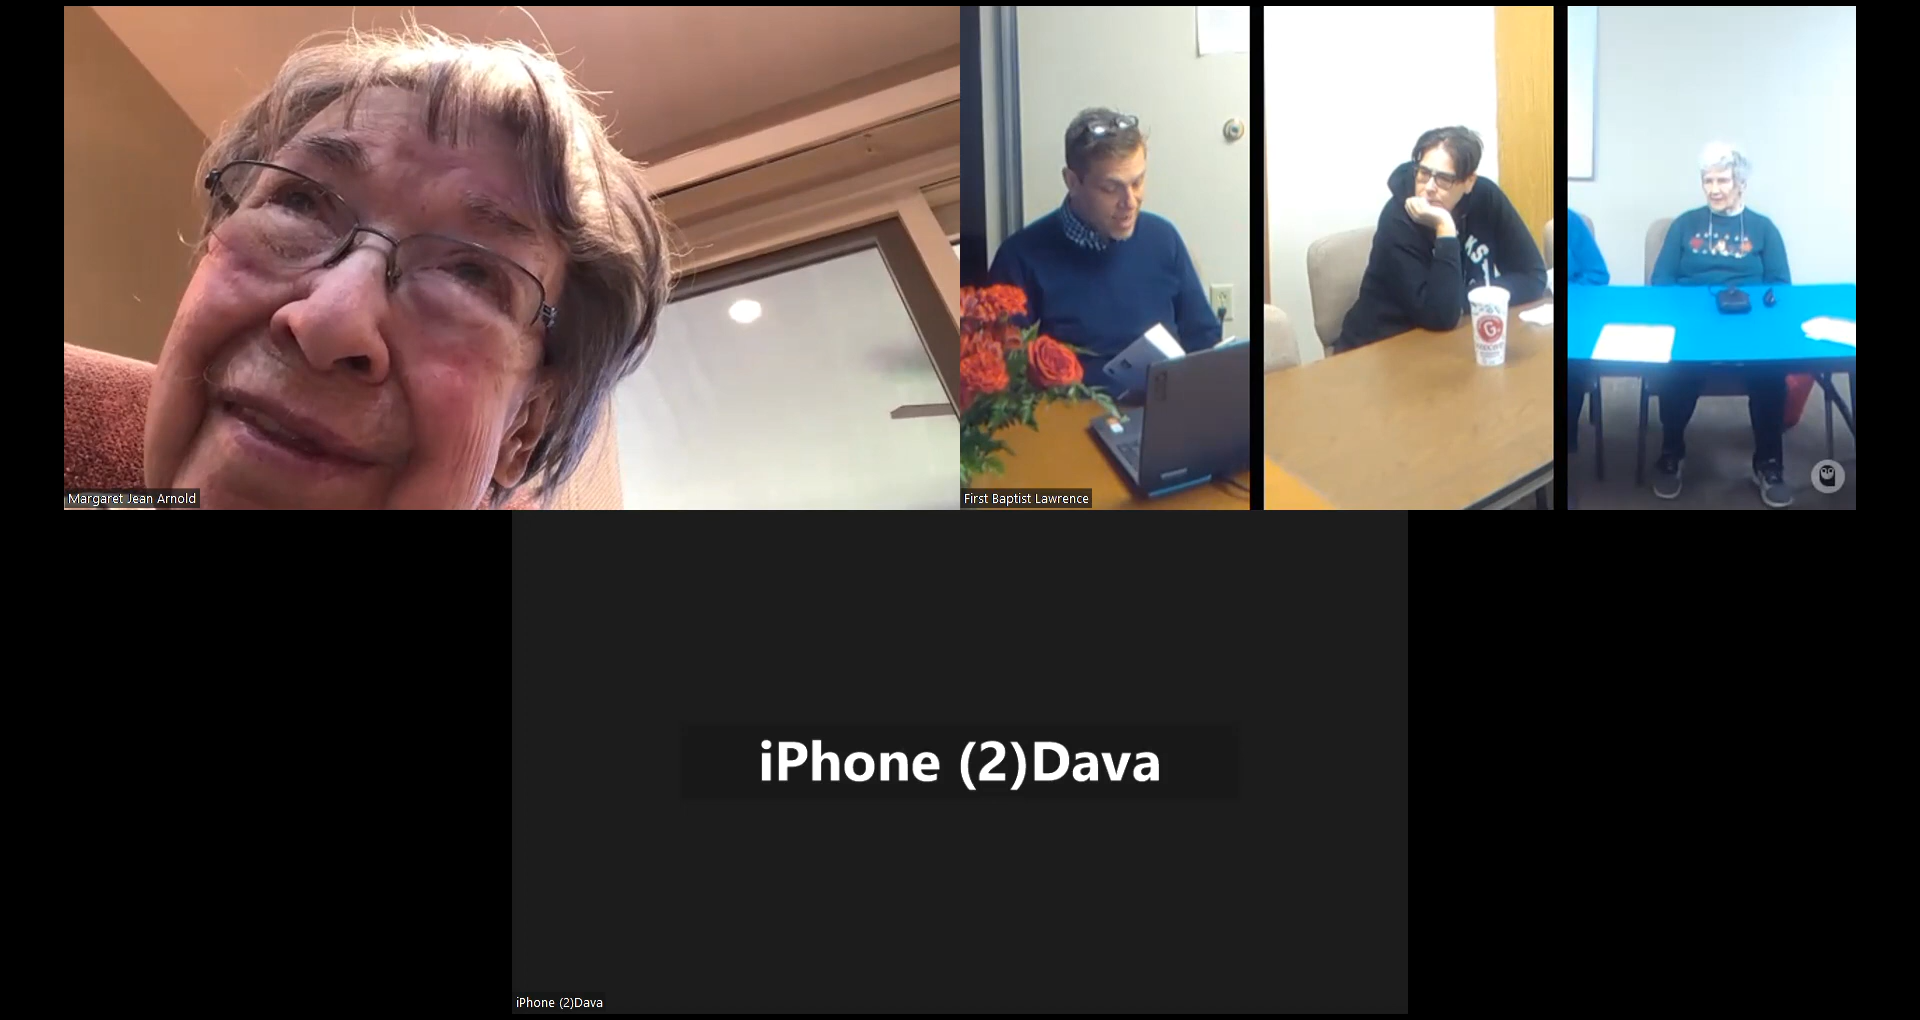 Margaret Jean Arnold
First Baptist Lawrence
G
iPhone (2)Dava
iPhone (2)Dava